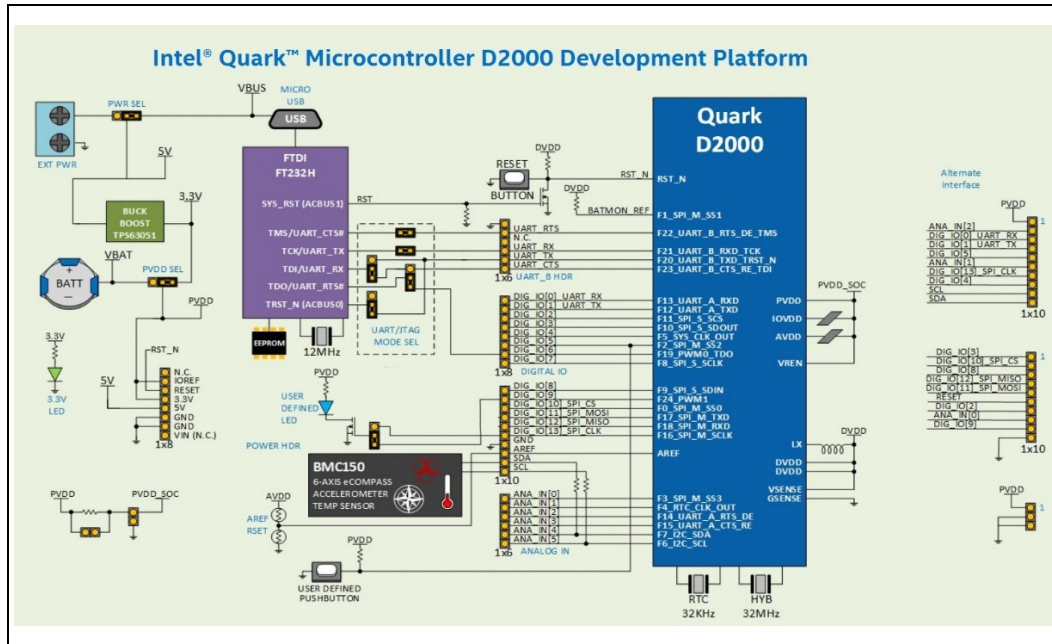 Intel® Quark™ Microcontroller D2000 Development Platform
EXT PWR
PWR SEL
VBUS
MICRO
USB
USB
5V
3.3V
BUCK
BOOST
TPS63051
VBAT
BATT
PVDD SEL
PVDD
3.3V
3.3V
LED
RST_N
5V
N.C.
IOREF
RESET
3.3V
5V
GND
GND
VIN (N.C.)
1x8
POWER HDR
PVDD
PVDD_SOC
FTDI
FT232H
SYS_RST (ACBUS1)
TMS/UART_CTS#
TCK/UART_TX
TDI/UART_RX
TDO/UART_RTS#
TRST_N (ACBUS0)
RST
EEPROM
12MHz
UART/JTAG
MODE SEL
RESET
BUTTON
DVDD
RST_N
DVDD
BATMON_REF
UART_RTS
N.C.
UART_RX
UART_TX
UART_CTS
1x6
UART_B HDR
DIG_IO[0]_UART_RX
DIG_IO[1]_UART_TX
DIG_IO[2]
DIG_IO[3]
DIG_IO[4]
DIG_IO[5]
DIG_IO[6]
DIG_IO[7]
1x8
DIGITAL IO
DIG_IO[8]
DIG_IO[9]
DIG_IO[10]_SPI_CS
DIG_IO[11]_SPI_MOSI
DIG_IO[12]_SPI_MISO
DIG_IO[13]_SPI_CLK
GND
AREF
SDA
SCL
1x10
PVDD
USER
DEFINED
LED
BMC150
6-AXIS eCOMPASS
ACCELEROMETER
TEMP SENSOR
AVDD
AREF
RSET
ANA_IN[0]
ANA_IN[1]
ANA_IN[2]
ANA_IN[3]
ANA_IN[4]
ANA_IN[5]
1x6
ANALOG IN
PVDD
USER DEFINED
PUSHBUTTON
Quark
D2000
RST_N
F1_SPI_M_SS1
F22_UART_B_RTS_DE_TMS
F21_UART_B_RXD_TCK
F20_UART_B_TXD_TRST_N
F23_UART_B_CTS_RE_TDI
F13_UART_A_RXD
F12_UART_A_TXD
F11_SPI_S_SCS
F10_SPI_S_SDOUT
F5_SYS_CLK_OUT
F2_SPI_M_SS2
F19_PWM0_TDO
F8_SPI_S_SCLK
F9_SPI_S_SDIN
F24_PWM1
F0_SPI_M_SS0
F17_SPI_M_TXD
F18_SPI_M_RXD
F16_SPI_M_SCLK
AREF
F3_SPI_M_SS3
F4_RTC_CLK_OUT
F14_UART_A_RTS_DE
F15_UART_A_CTS_RE
F7_I2C_SDA
F6_I2C_SCL
PVDD
IOVDD
AVDD
VREN
LX
DVDD
DVDD
VSENSE
GSENSE
PVDD_SOC
DVDD
RTC
32KHz
HYB
32MHz
Alternate
Interface
PVDD
1
ANA_IN[2]
DIG_IO[0]_UART_RX
DIG_IO[1]_UART_TX
DIG_IO[5]
ANA_IN[1]
DIG_IO[13]_SPI_CLK
DIG_IO[4]
SCL
SDA
1x10
DIG_IO[3]
DIG_IO[10]_SPI_CS
DIG_IO[8]
DIG_IO[12]_SPI_MISO
DIG_IO[11]_SPI_MOSI
RESET
DIG_IO[2]
ANA_IN[0]
DIG_IO[9]
1
1x10
PVDD
1